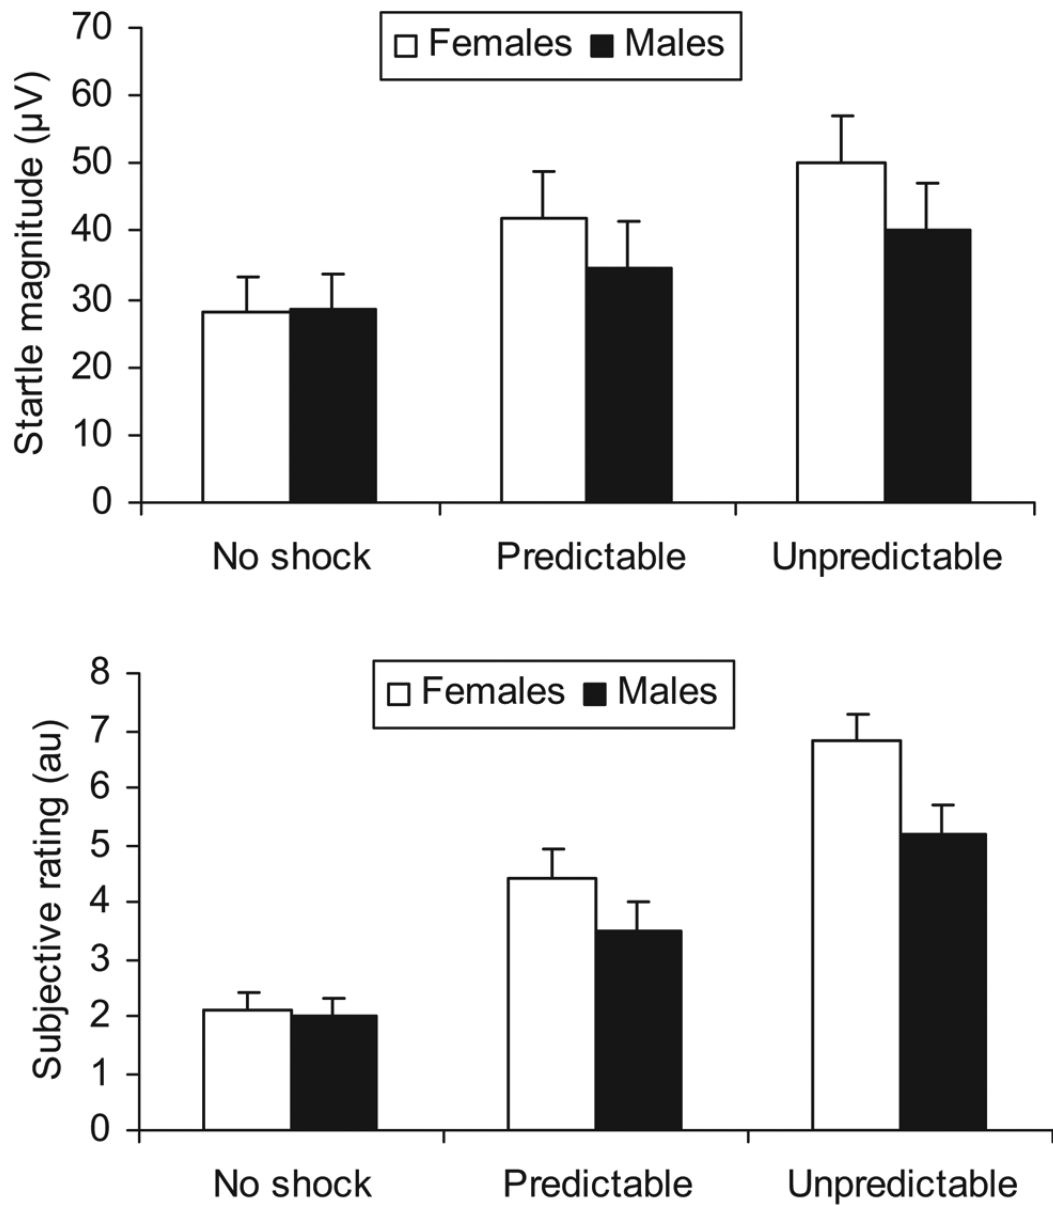 Startle magnitude (µV)
70
60
50
40
30
20
10
0
Females Males
No shock Predictable Unpredictable
Subjective rating (au)
8
7
6
5
4
3
2
1
0
Females Males
No shock Predictable Unpredictable